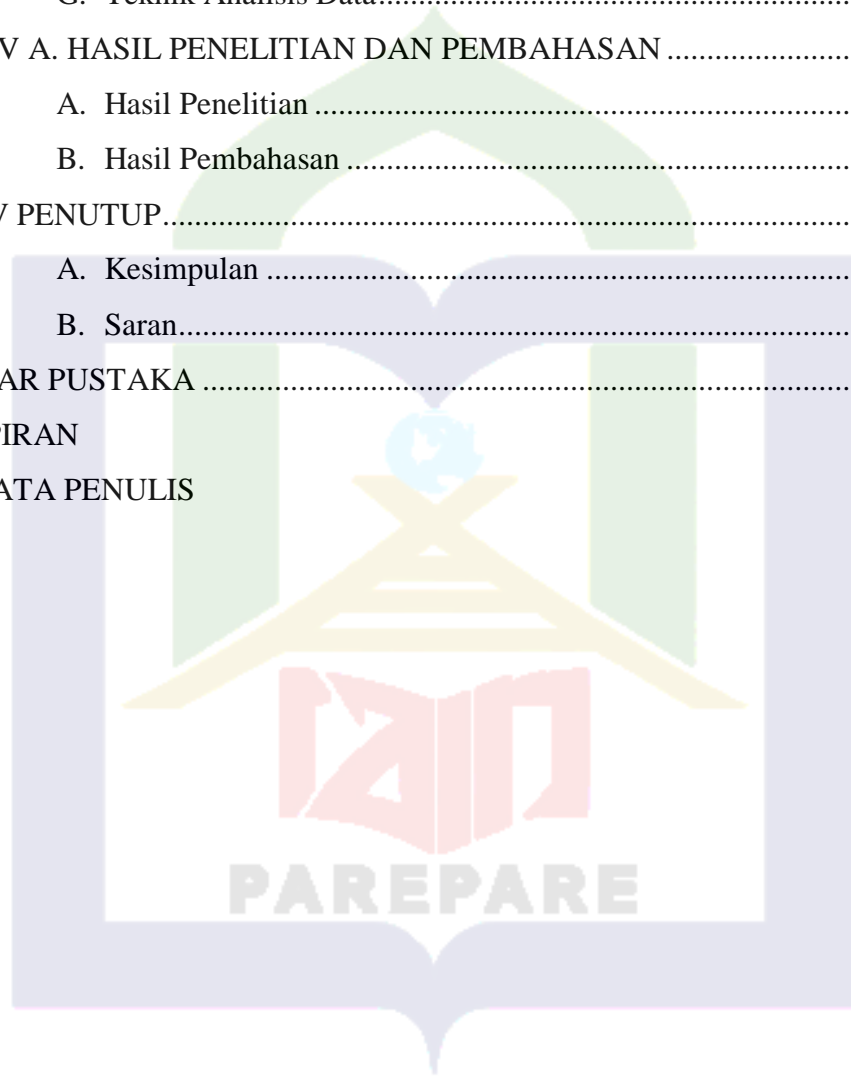 G. Teknik Analisis Data......................................................
V A. HASIL PENELITIAN DAN PEMBAHASAN ......................
A. Hasil Penelitian ...........................................................
B. Hasil Pembahasan .......................................................
V PENUTUP........................................................................
A. Kesimpulan ................................................................
B. Saran..........................................................................
AR PUSTAKA ....................................................................
PIRAN
ATA PENULIS
iain
PAREPARE